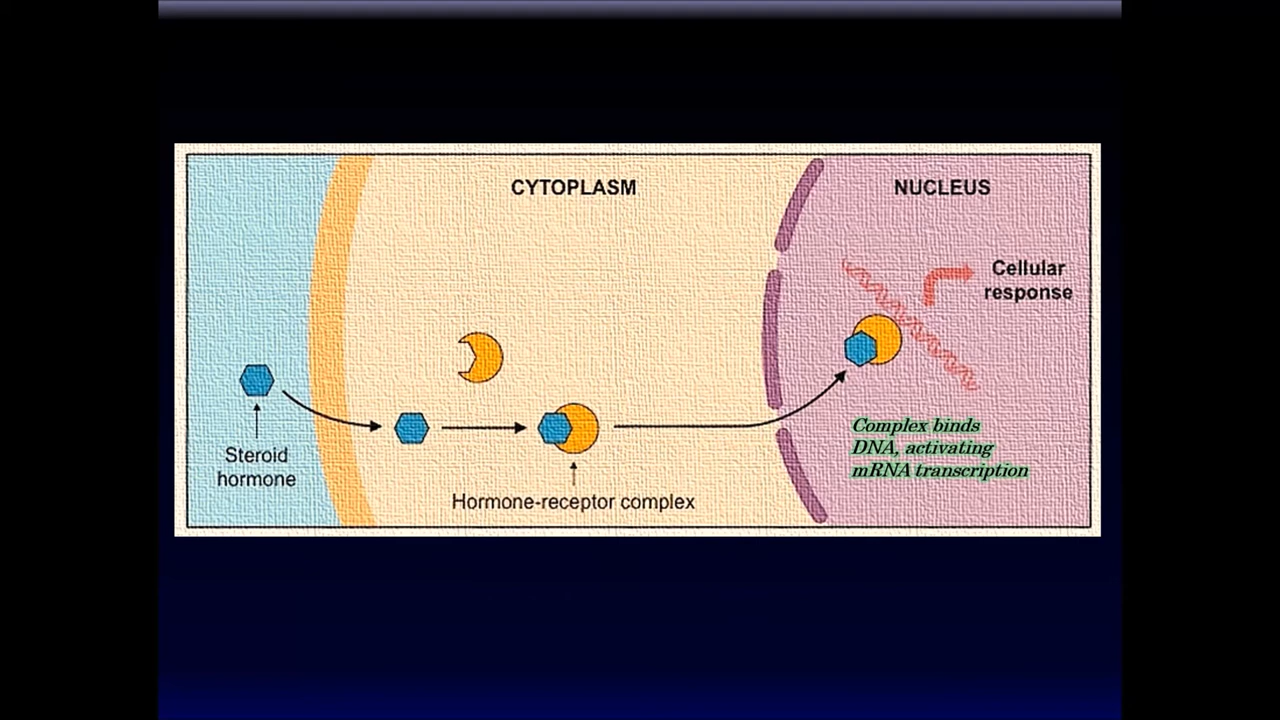 CYTOPLASM
NUCLEUS
Cellular
response
Steroid
hormone
Hormone-receptor complex
Complex binds
DNA, activating
mRNA transcription